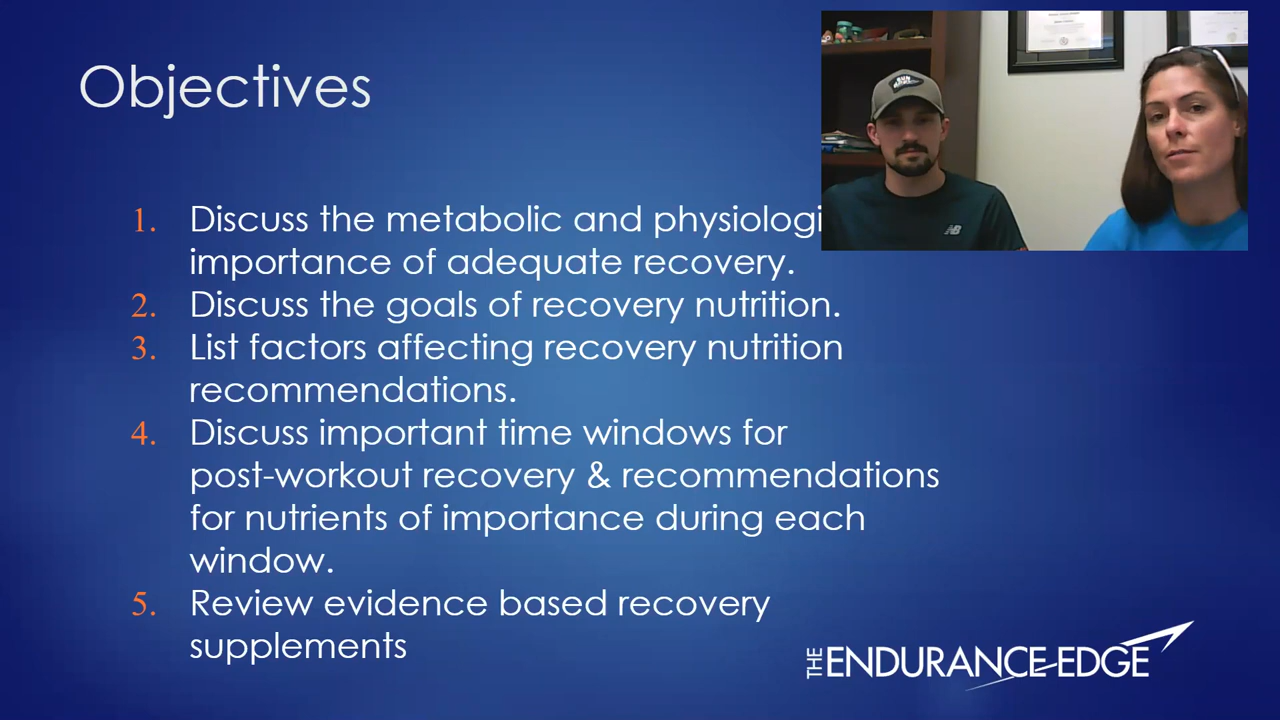 Objectives
1. Discuss the metabolic and physiologi
importance of adequate recovery.
2. Discuss the goals of recovery nutrition.
3. List factors affecting recovery nutrition
recommendations.
4. Discuss important time windows for
post-workout recovery & recommendations
for nutrients of importance during each
window.
5. Review evidence based recovery
supplements
THE ENDURANCE EDGE
RUN
NB